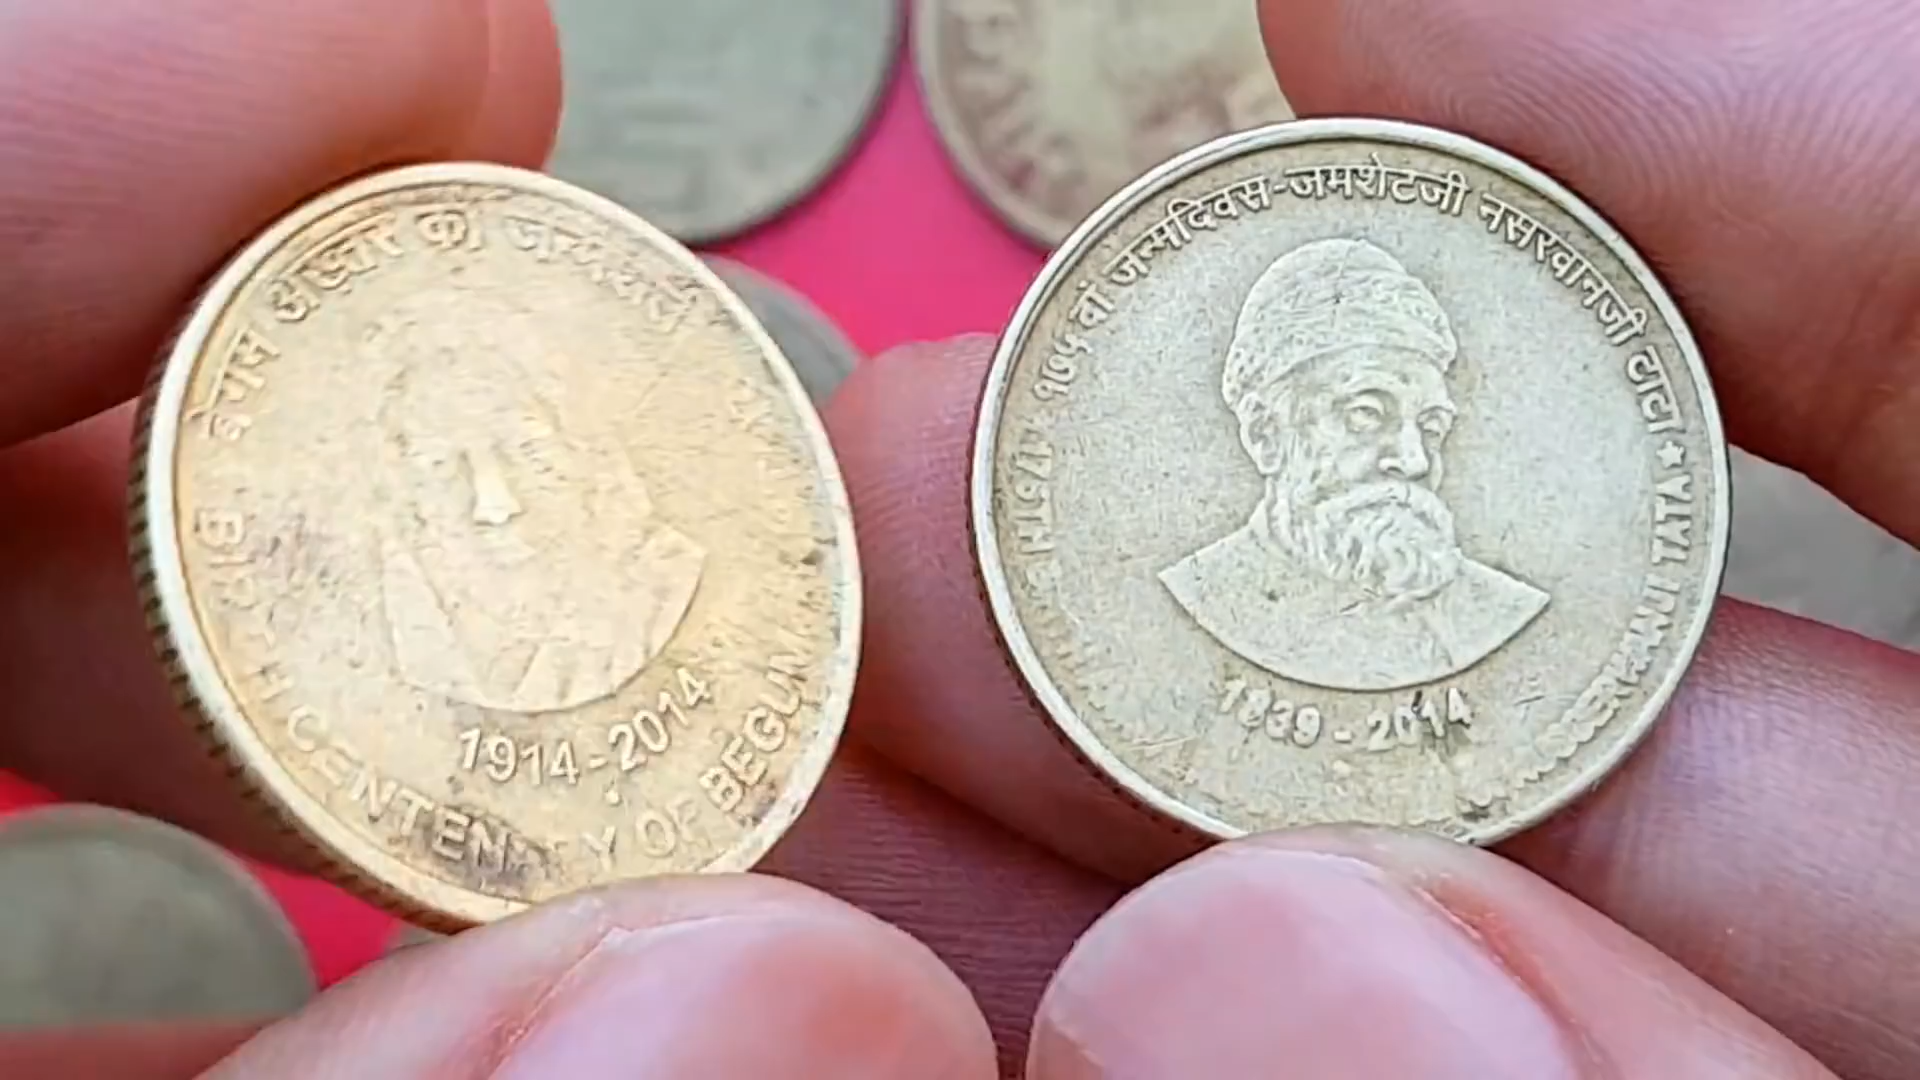 बेगम अख़्तर की जन्मशती
BIRTH CENTENARY OF BEGUM
1914-2014
१७५ वां जन्मदिवस-जमशेटजी नसरवानजी टाटा
175TH
NUSSERWANJI TATA
1839-2014